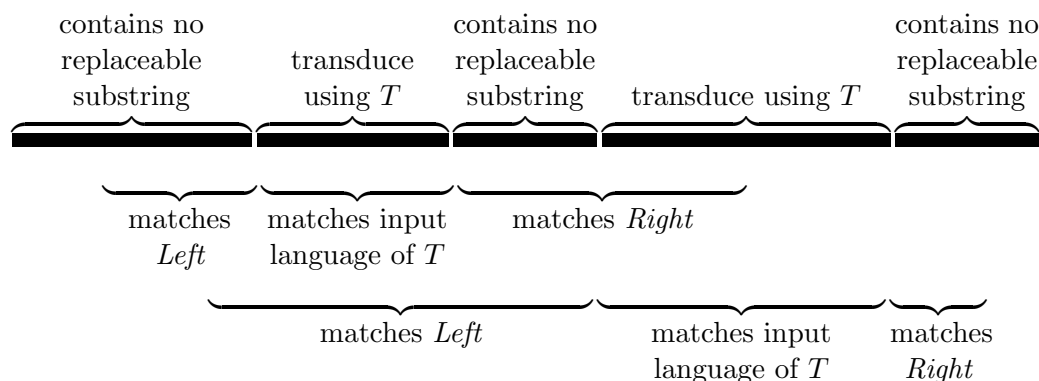 contains no
replaceable
substring
transduce
using T
contains no
replaceable
substring
transduce using T
contains no
replaceable
substring
matches
Left
matches input
language of T
matches Right
matches Left
matches input
language of T
matches
Right